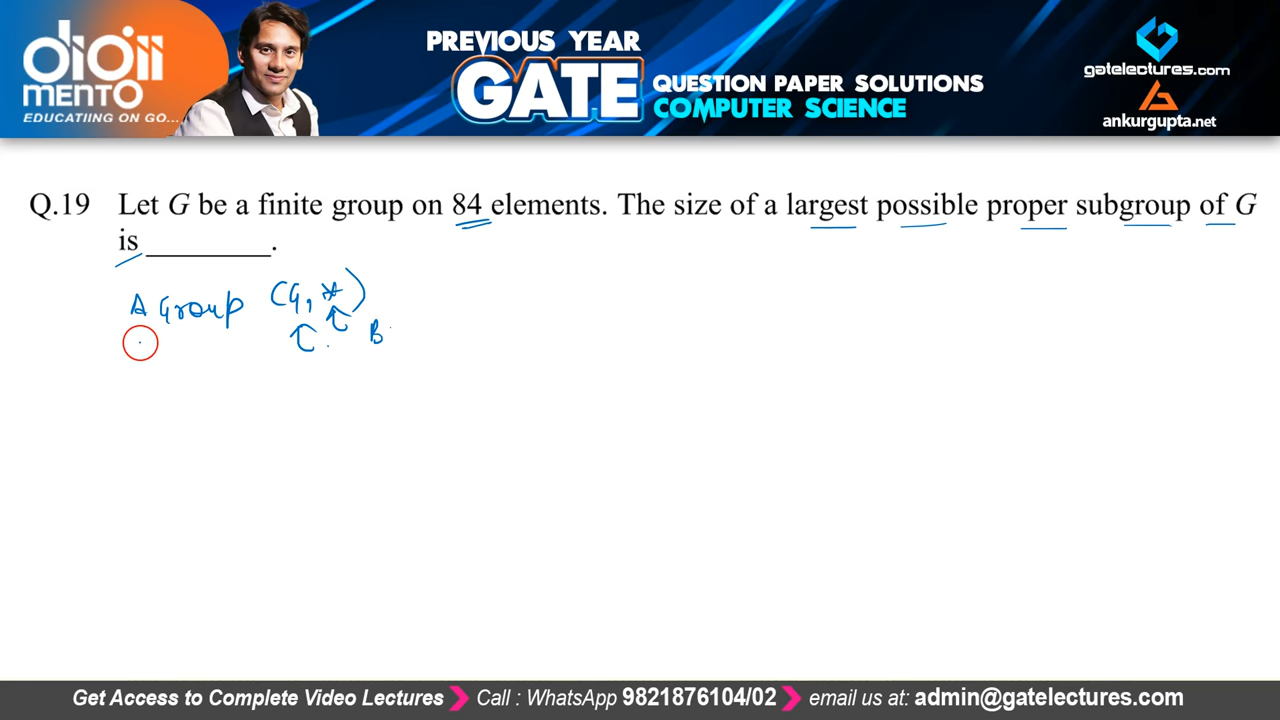 digii
MENTO
EDUCATIING ON GO...
PREVIOUS YEAR
GATE
QUESTION PAPER SOLUTIONS
COMPUTER SCIENCE
gatelectures.com
ankurgupta.net
Q.19 Let G be a finite group on 84 elements. The size of a largest possible proper subgroup of G
is _________.
A Group (G, *)
B
Get Access to Complete Video Lectures Call : WhatsApp 9821876104/02 email us at: admin@gatelectures.com